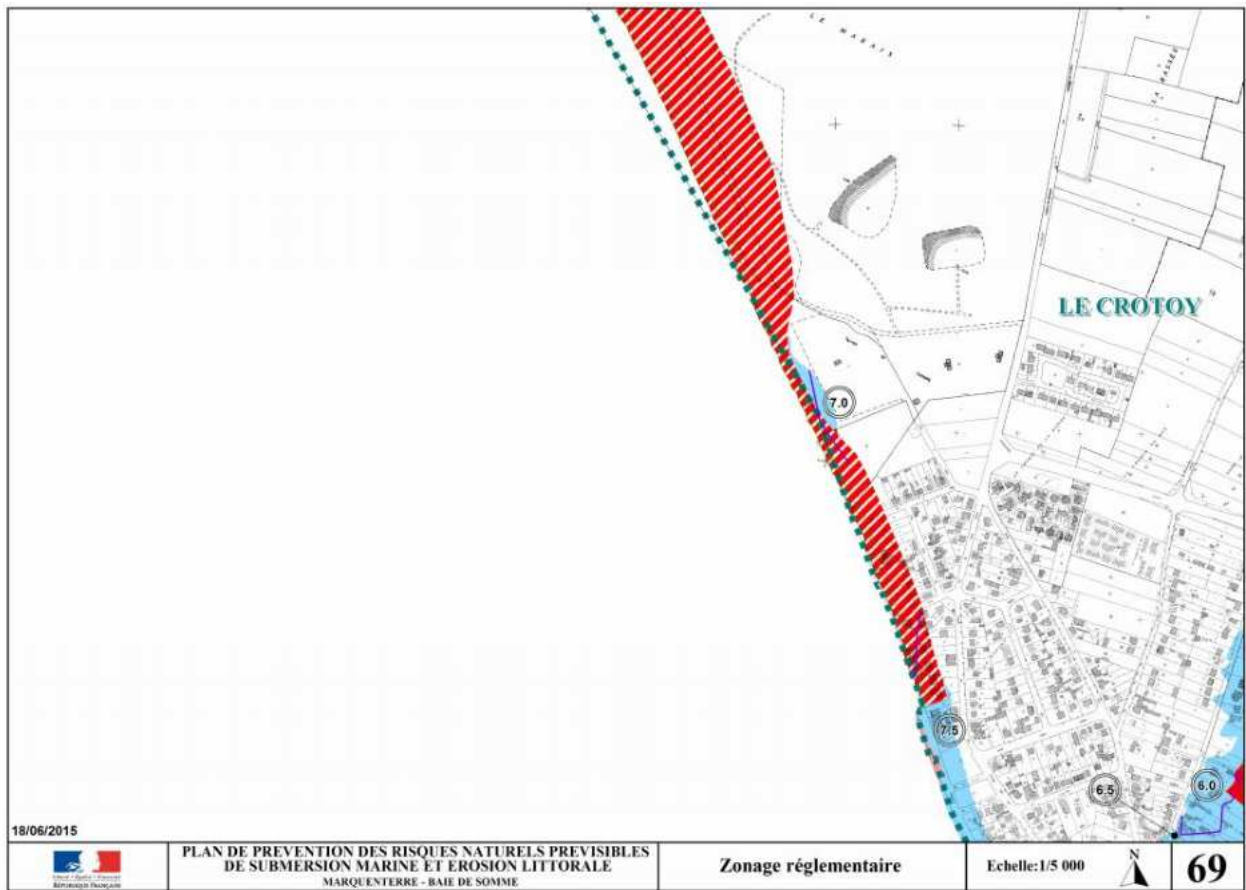 LE MARAIS
LE CROTOY
7.0
7.5
6.5
6.0
18/06/2015
RÉPUBLIQUE FRANÇAISE
PLAN DE PREVENTION DES RISQUES NATURELS PREVISIBLES
DE SUBMERSION MARINE ET EROSION LITTORALE
MARQUENTERRE - BAIE DE SOMME
Zonage réglementaire
Echelle:1/5 000
N
69